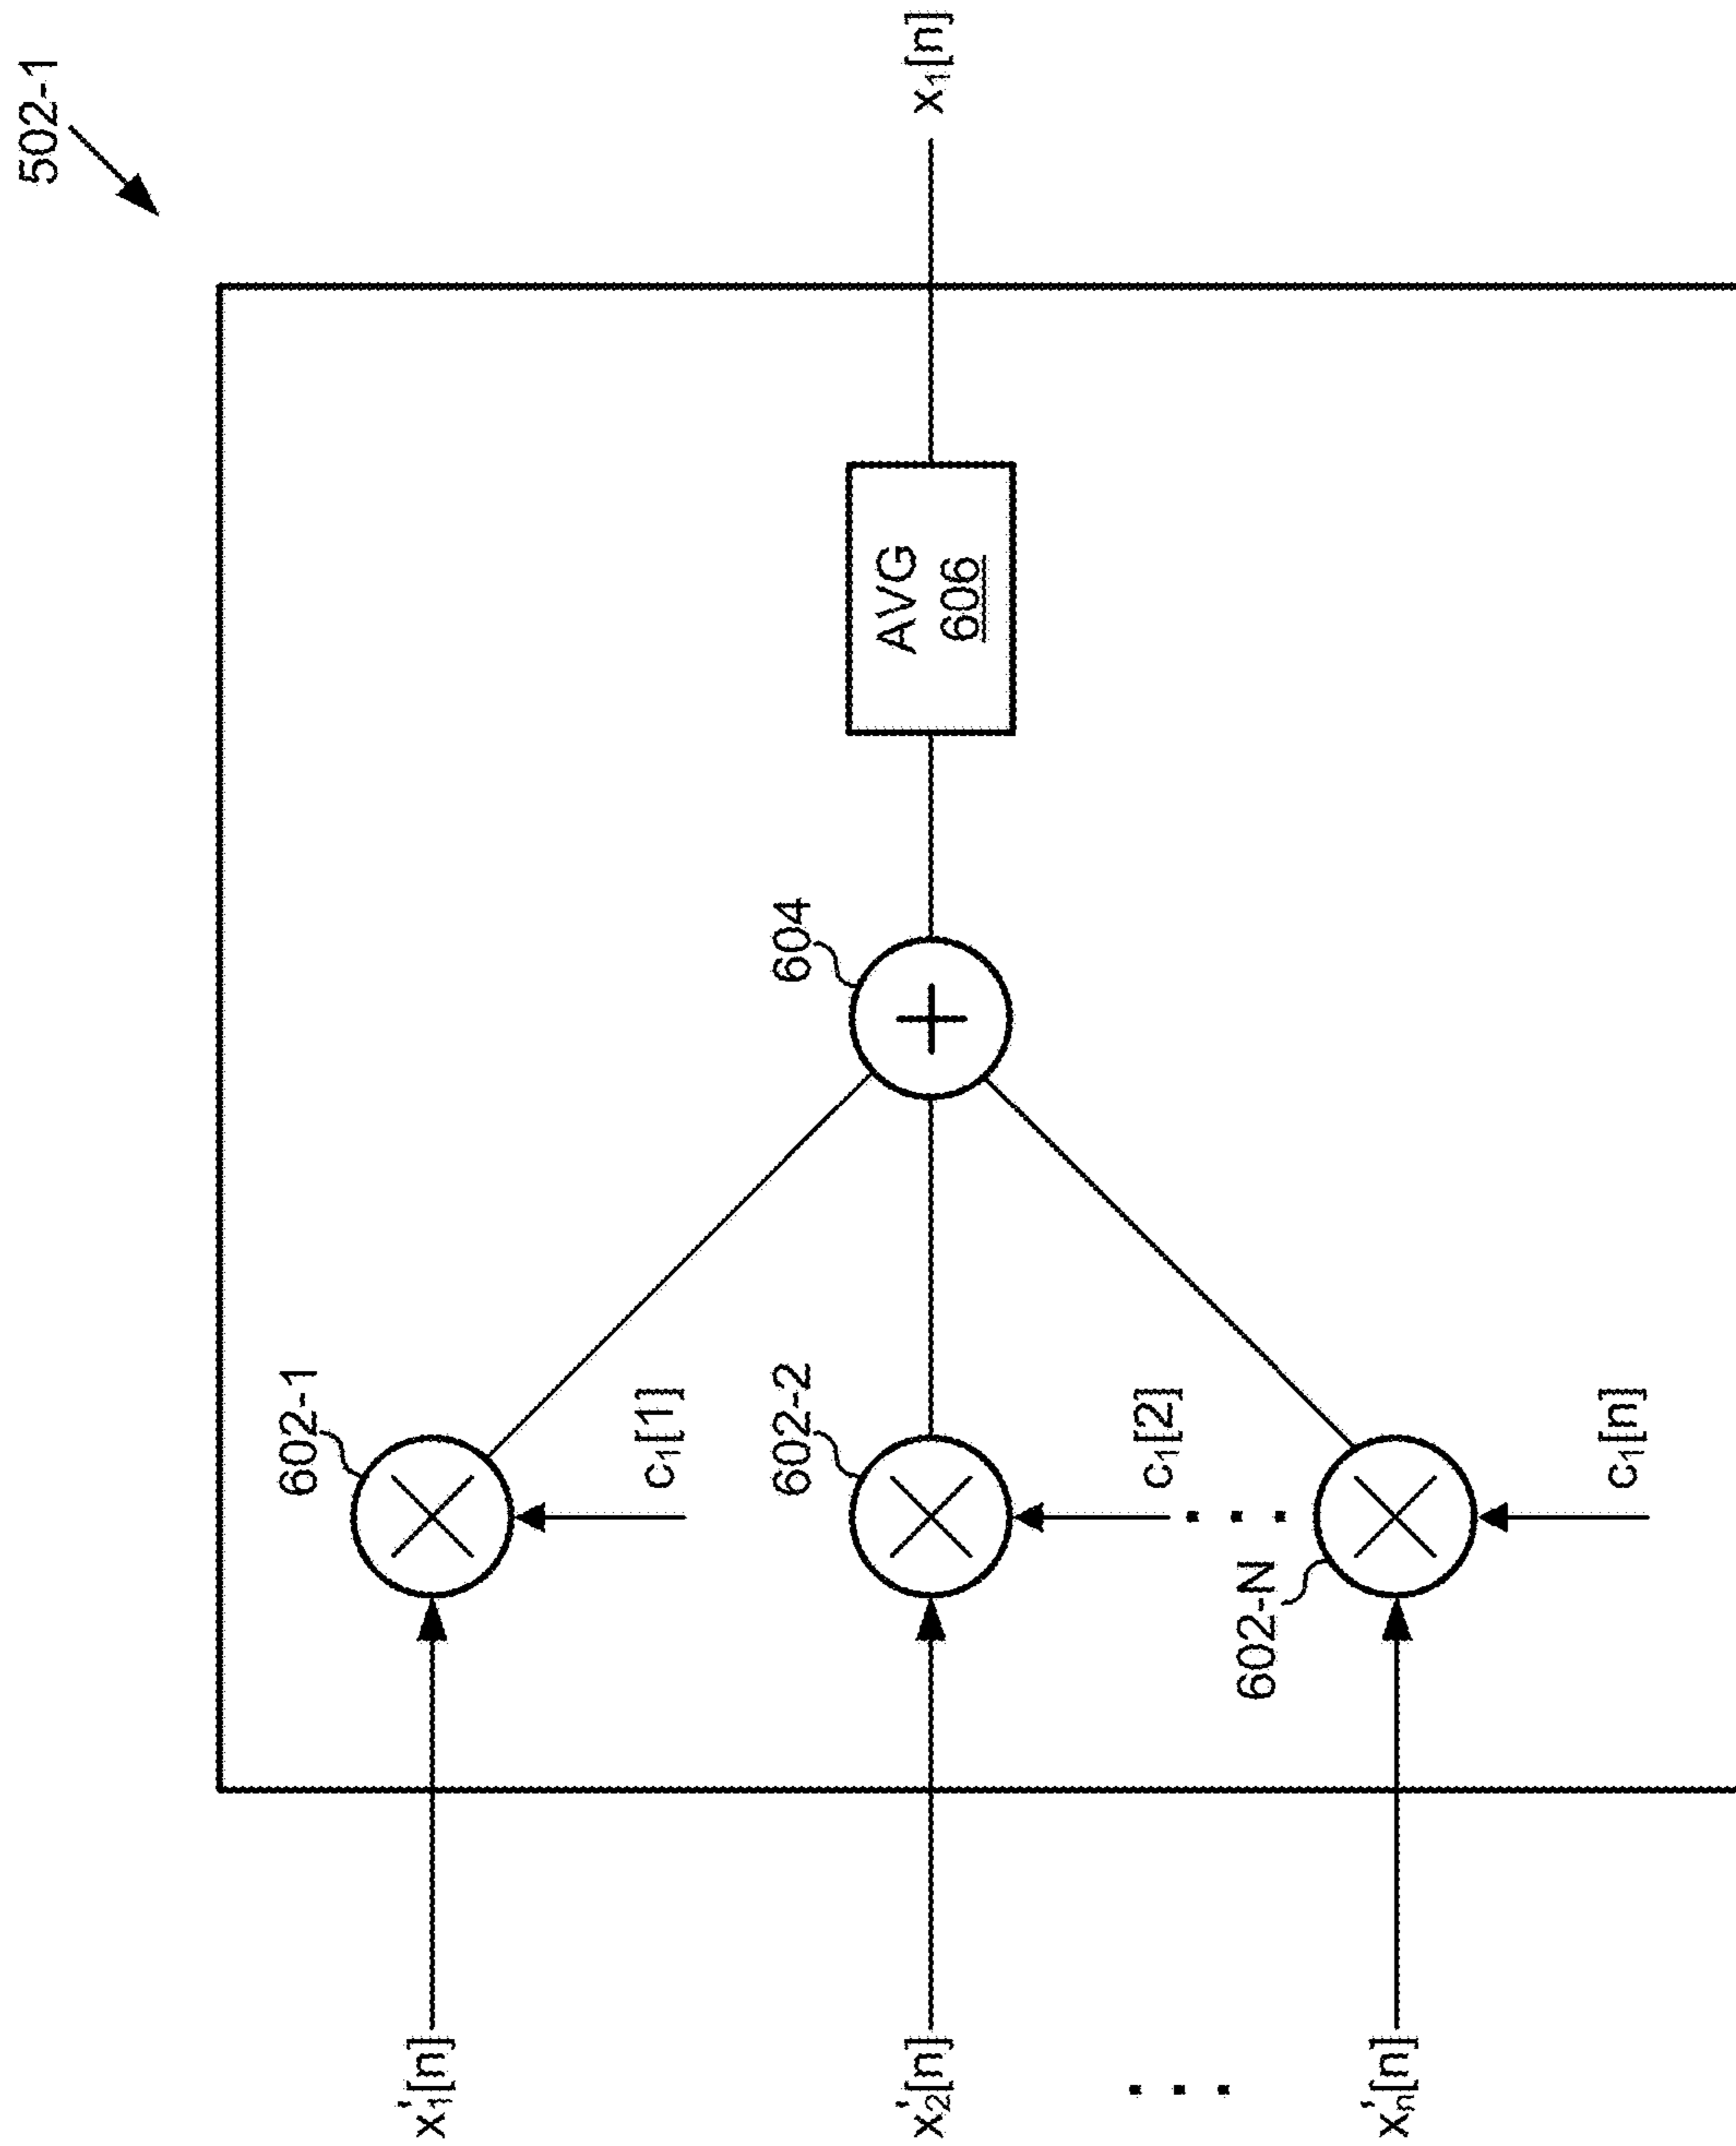 502-1
602-1
x'₁[n]
c₁[1]
604
AVG
606
x₁[n]
602-2
x'₂[n]
c₁[2]
602-N
x'ₙ[n]
c₁[n]